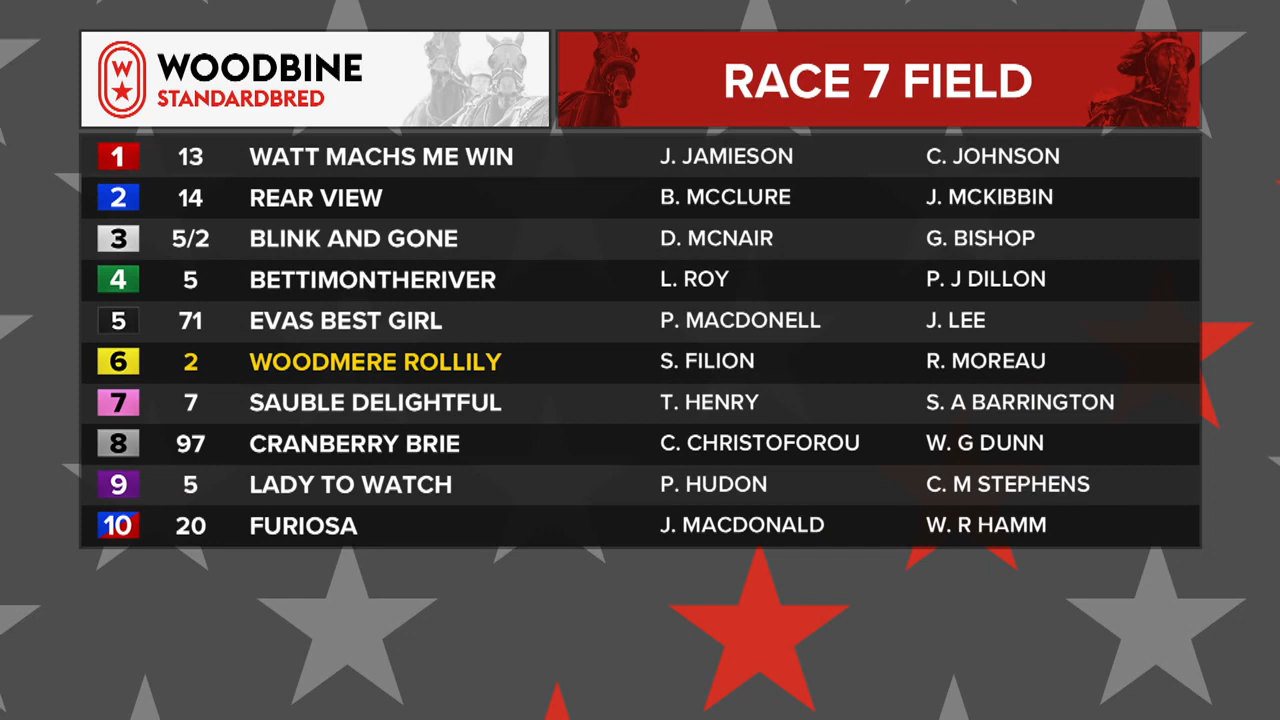 W
WOODBINE
STANDARDBRED
RACE 7 FIELD
1 13 WATT MACHS ME WIN J. JAMIESON C. JOHNSON
2 14 REAR VIEW B. MCCLURE J. MCKIBBIN
3 5/2 BLINK AND GONE D. MCNAIR G. BISHOP
4 5 BETTIMONTHERIVER L. ROY P. J DILLON
5 71 EVAS BEST GIRL P. MACDONELL J. LEE
6 2 WOODMERE ROLLILY S. FILION R. MOREAU
7 7 SAUBLE DELIGHTFUL T. HENRY S. A BARRINGTON
8 97 CRANBERRY BRIE C. CHRISTOFOROU W. G DUNN
9 5 LADY TO WATCH P. HUDON C. M STEPHENS
10 20 FURIOSA J. MACDONALD W. R HAMM